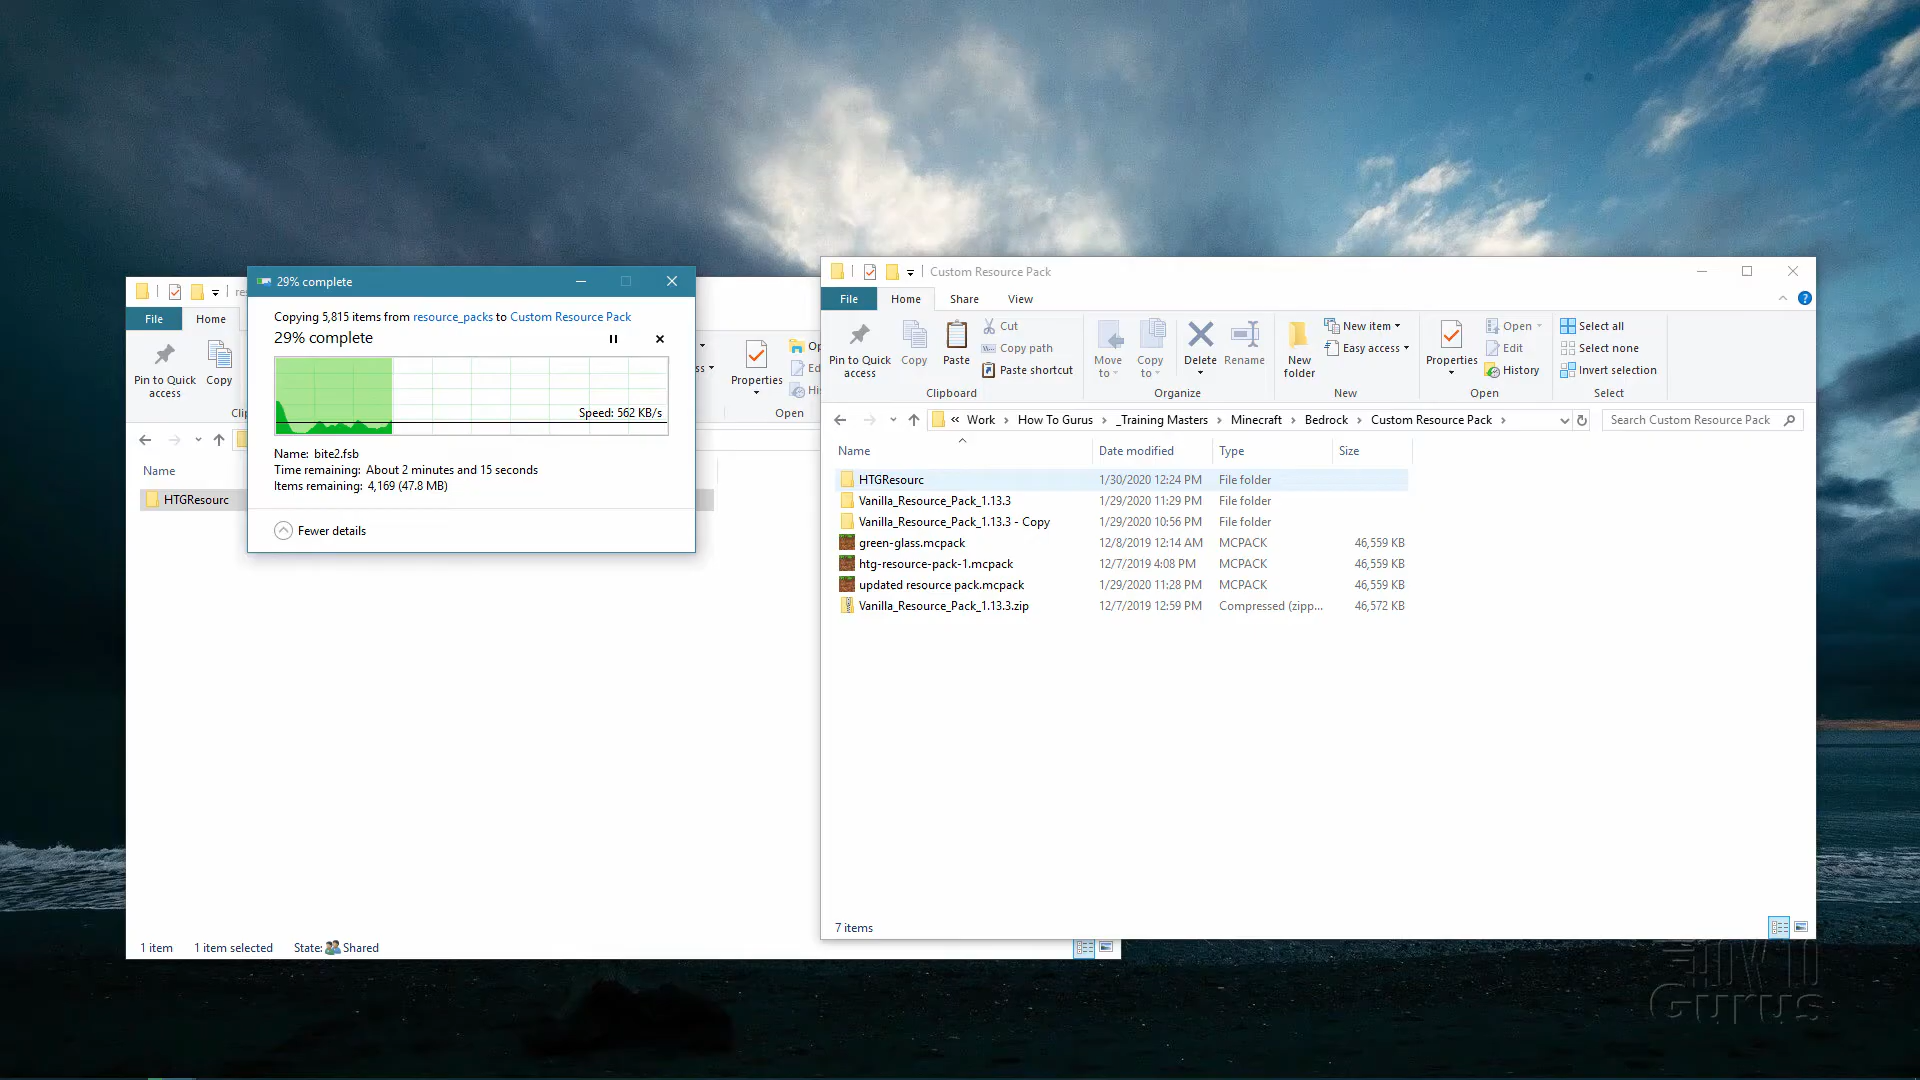 res
File
Home
Pin to Quick access
Copy
Properties
Open
Name
HTGResourc
1 item
1 item selected
State: Shared
29% complete
Copying 5,815 items from resource_packs to Custom Resource Pack
29% complete
Speed: 562 KB/s
Name: bite2.fsb
Time remaining: About 2 minutes and 15 seconds
Items remaining: 4,169 (47.8 MB)
Fewer details
Custom Resource Pack
File Home Share View
Pin to Quick access
Copy
Paste
Cut
Copy path
Paste shortcut
Clipboard
Move to
Copy to
Delete
Rename
Organize
New folder
New item
Easy access
New
Properties
Open
Edit
History
Open
Select all
Select none
Invert selection
Select
« Work > How To Gurus > _Training Masters > Minecraft > Bedrock > Custom Resource Pack >
Search Custom Resource Pack
Name Date modified Type Size
HTGResourc 1/30/2020 12:24 PM File folder
Vanilla_Resource_Pack_1.13.3 1/29/2020 11:29 PM File folder
Vanilla_Resource_Pack_1.13.3 - Copy 1/29/2020 10:56 PM File folder
green-glass.mcpack 12/8/2019 12:14 AM MCPACK 46,559 KB
htg-resource-pack-1.mcpack 12/7/2019 4:08 PM MCPACK 46,559 KB
updated resource pack.mcpack 1/29/2020 11:28 PM MCPACK 46,559 KB
Vanilla_Resource_Pack_1.13.3.zip 12/7/2019 12:59 PM Compressed (zipp... 46,572 KB
7 items
Gurus